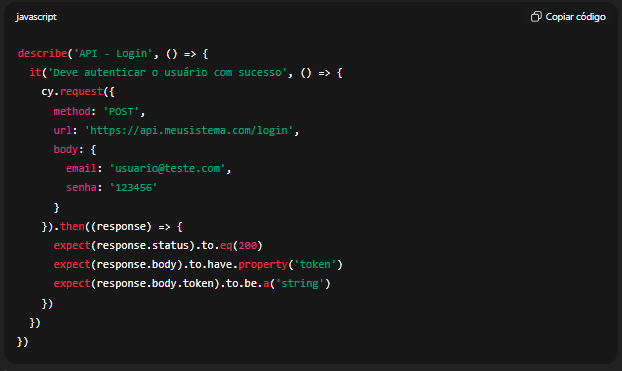 javascript
Copiar código
describe('API - Login', () => {
  it('Deve autenticar o usuário com sucesso', () => {
    cy.request({
      method: 'POST',
      url: 'https://api.meusistema.com/login',
      body: {
        email: 'usuario@teste.com',
        senha: '123456'
      }
    }).then((response) => {
      expect(response.status).to.eq(200)
      expect(response.body).to.have.property('token')
      expect(response.body.token).to.be.a('string')
    })
  })
})